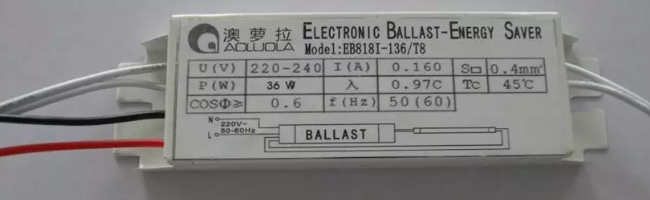 澳萝拉 ELECTRONIC BALLAST-ENERGY SAVER
AOLUOLA Model:EB818I-136/T8
U(V) 220-240 I(A) 0.160 S□ 0.4mm²
P(W) 36 W λ 0.97C Tc 45℃
COSΦ≥ 0.6 f(Hz) 50(60)
N 220V~
L 50-60Hz BALLAST